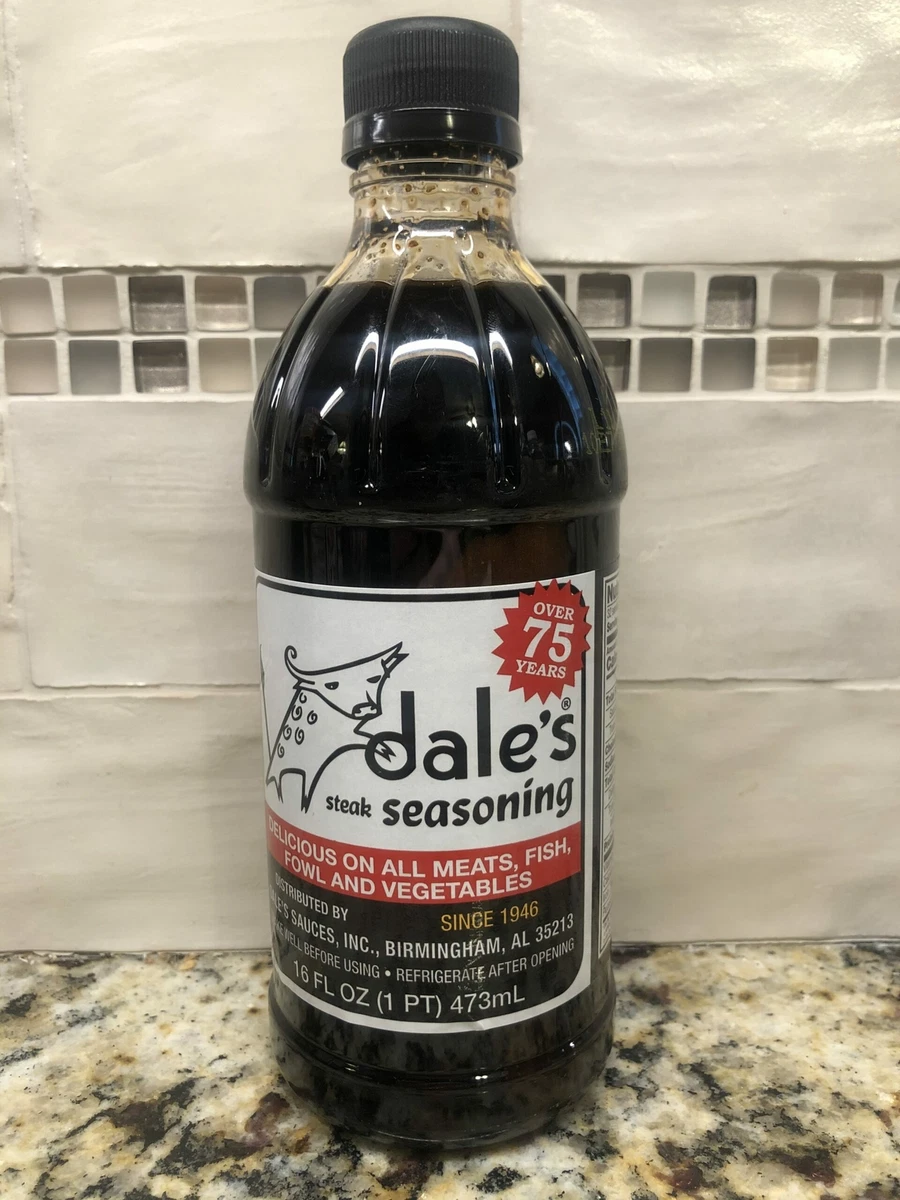 OVER
75
YEARS
dale's®
steak seasoning
DELICIOUS ON ALL MEATS, FISH,
FOWL AND VEGETABLES
DISTRIBUTED BY
SINCE 1946
SAUCES, INC., BIRMINGHAM, AL 35213
WELL BEFORE USING • REFRIGERATE AFTER OPENING
16 FL OZ (1 PT) 473mL